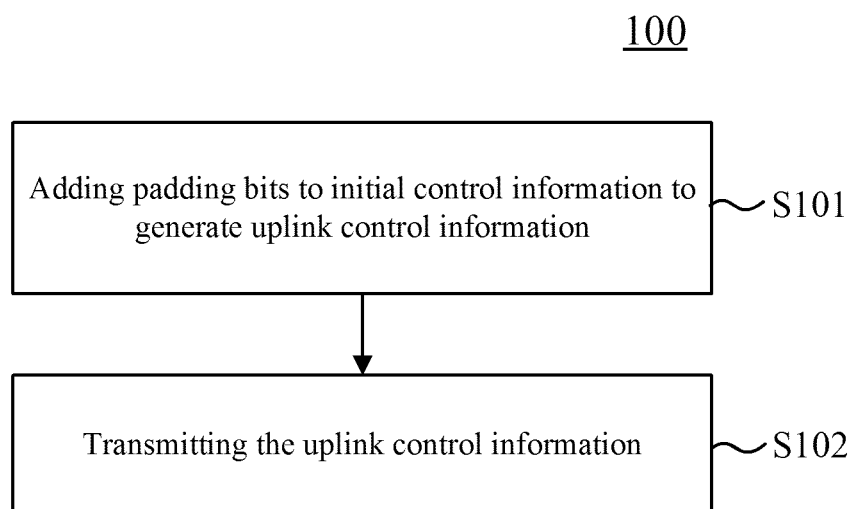 100
Adding padding bits to initial control information to
generate uplink control information
S101
Transmitting the uplink control information
S102